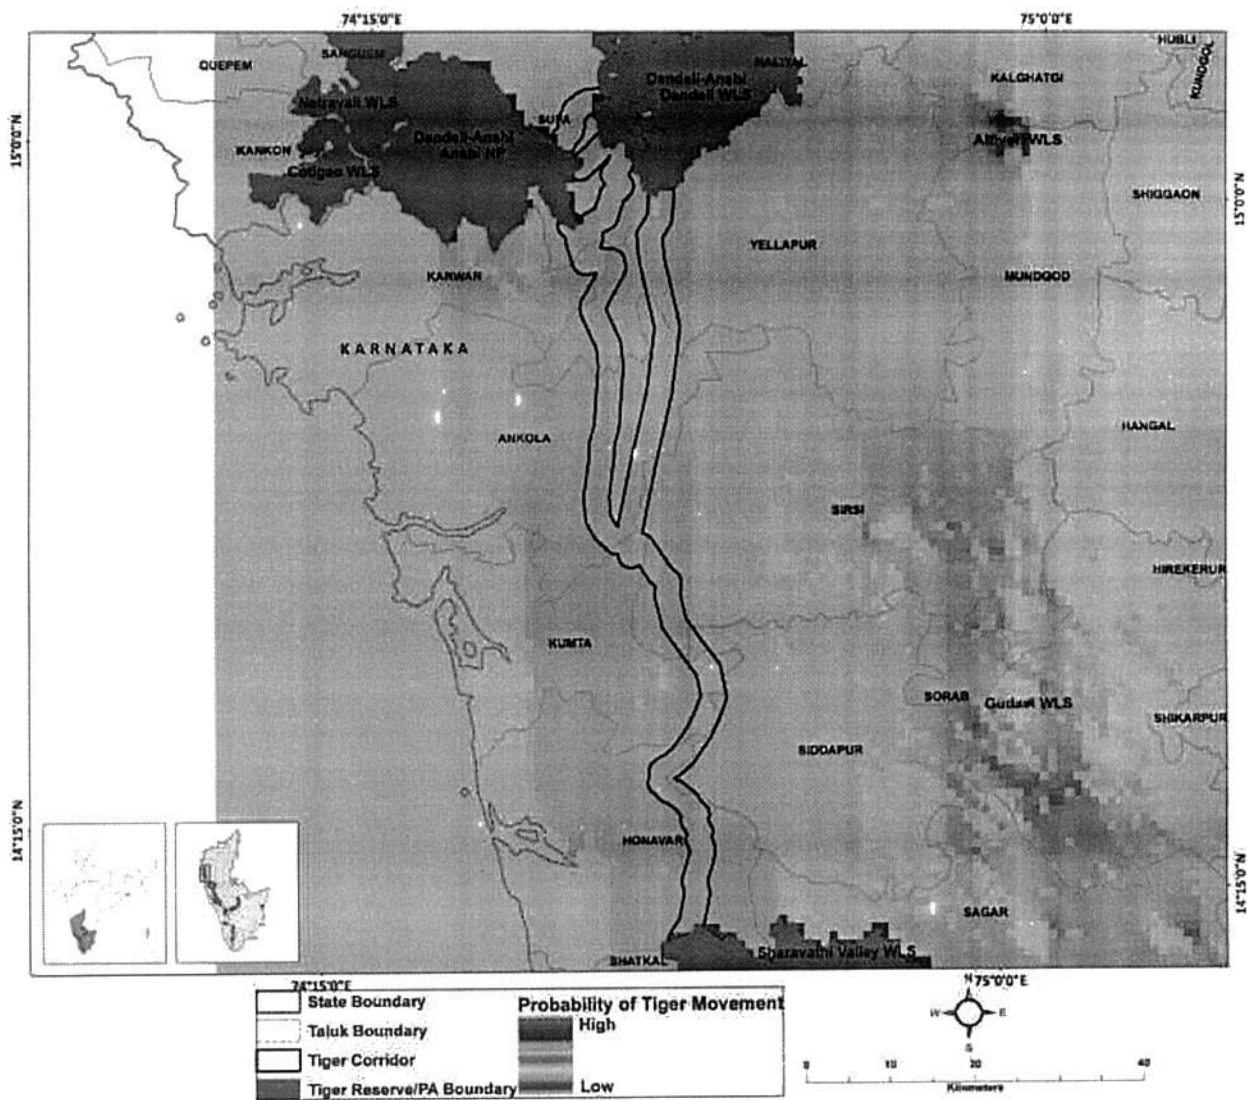 74°15'0"E
75°0'0"E
HUBLI
SANGUEM
QUEPEM
HALIYAL
KALGHATGI
KUNDGOL
Dandeli-Anshi
Dandeli WLS
Netravali WLS
SUPA
15°0'0"N
KANKON
Dandeli-Anshi
Anshi NP
Cotigao WLS
SHIGGAON
15°0'0"N
YELLAPUR
KARWAR
MUNDGOD
KARNATAKA
HANGAL
ANKOLA
SIRSI
HIREKERUR
KUMTA
SORAB
Gudavi WLS
SHIKARPUR
SIDDAPUR
14°15'0"N
HONAVAR
14°15'0"N
SAGAR
BHATKAL
Sharavathi Valley WLS
74°15'0"E
75°0'0"E
State Boundary
Taluk Boundary
Tiger Corridor
Tiger Reserve/PA Boundary
Probability of Tiger Movement
High
Low
N
W
E
S
0 10 20 40
Kilometers